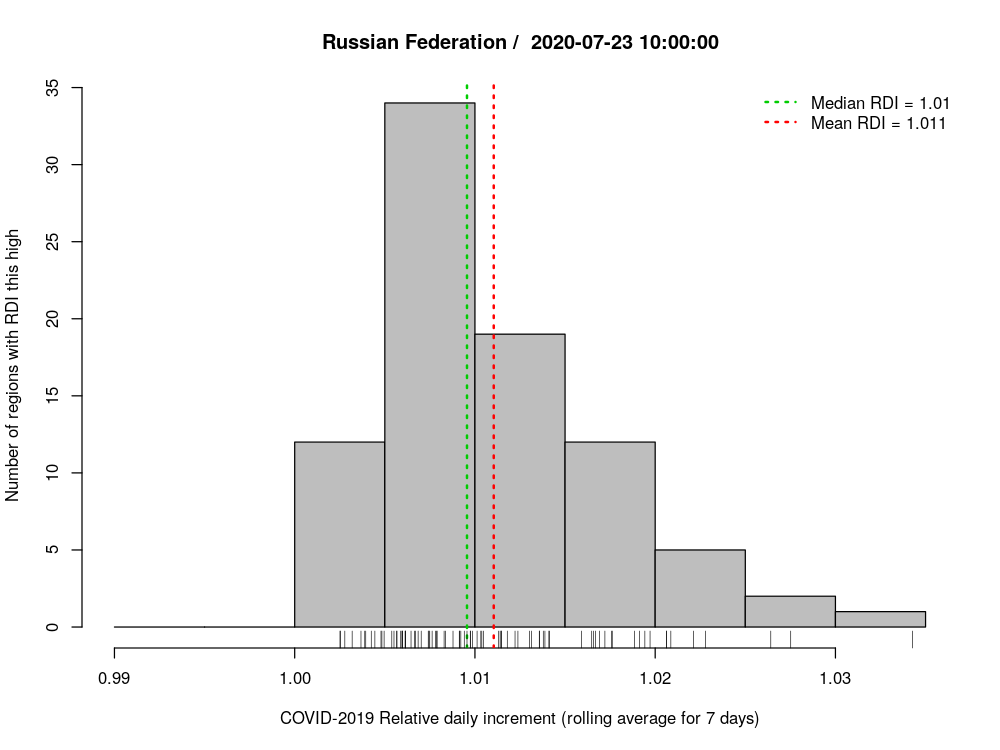 Russian Federation /  2020-07-23 10:00:00
Median RDI = 1.01
Mean RDI = 1.011
Number of regions with RDI this high
35
30
25
20
15
10
5
0
0.99 1.00 1.01 1.02 1.03
COVID-2019 Relative daily increment (rolling average for 7 days)